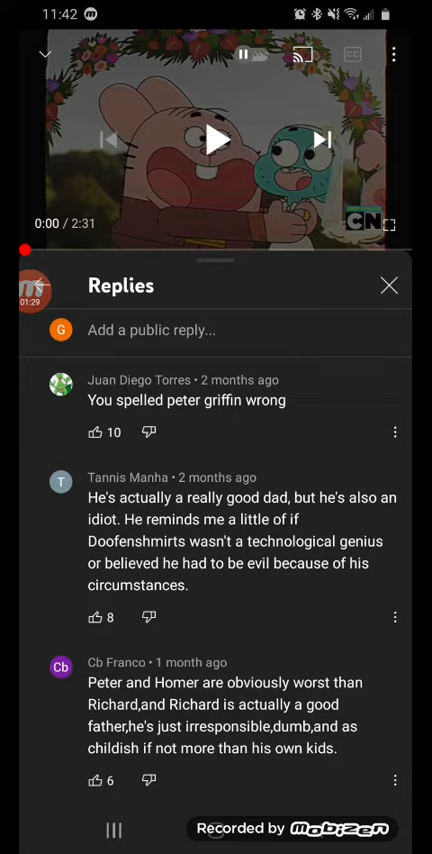 11:42
CC
0:00 / 2:31
CN
01:29
Replies
G
Add a public reply...
Juan Diego Torres • 2 months ago
You spelled peter griffin wrong
10
T
Tannis Manha • 2 months ago
He's actually a really good dad, but he's also an
idiot. He reminds me a little of if
Doofenshmirts wasn't a technological genius
or believed he had to be evil because of his
circumstances.
8
Cb
Cb Franco • 1 month ago
Peter and Homer are obviously worst than
Richard,and Richard is actually a good
father,he's just irresponsible,dumb,and as
childish if not more than his own kids.
6
Recorded by Mobizen